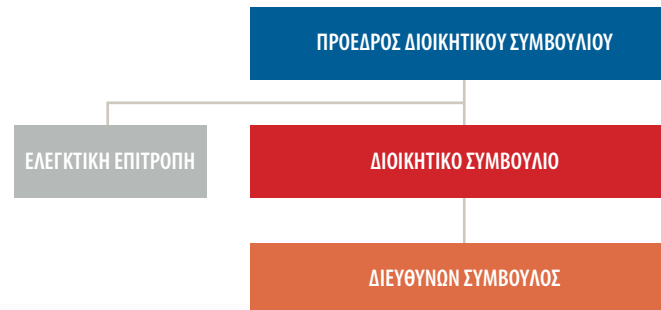 ΠΡΟΕΔΡΟΣ ΔΙΟΙΚΗΤΙΚΟΥ ΣΥΜΒΟΥΛΙΟΥ
ΕΛΕΓΚΤΙΚΗ ΕΠΙΤΡΟΠΗ
ΔΙΟΙΚΗΤΙΚΟ ΣΥΜΒΟΥΛΙΟ
ΔΙΕΥΘΥΝΩΝ ΣΥΜΒΟΥΛΟΣ